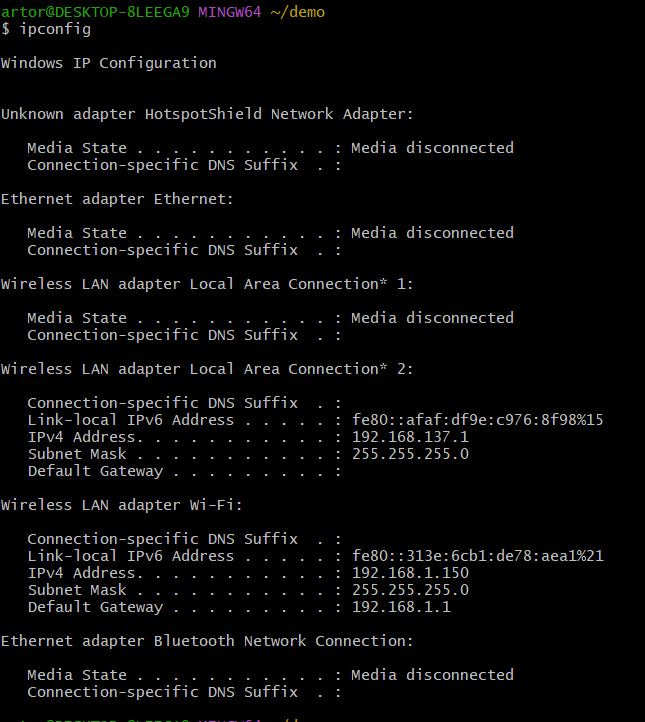 artor@DESKTOP-8LEEGA9 MINGW64 ~/demo
$ ipconfig
Windows IP Configuration
Unknown adapter HotspotShield Network Adapter:
Media State . . . . . . . . . . . : Media disconnected
Connection-specific DNS Suffix  . :
Ethernet adapter Ethernet:
Media State . . . . . . . . . . . : Media disconnected
Connection-specific DNS Suffix  . :
Wireless LAN adapter Local Area Connection* 1:
Media State . . . . . . . . . . . : Media disconnected
Connection-specific DNS Suffix  . :
Wireless LAN adapter Local Area Connection* 2:
Connection-specific DNS Suffix  . :
Link-local IPv6 Address . . . . . : fe80::afaf:df9e:c976:8f98%15
IPv4 Address. . . . . . . . . . . : 192.168.137.1
Subnet Mask . . . . . . . . . . . : 255.255.255.0
Default Gateway . . . . . . . . . :
Wireless LAN adapter Wi-Fi:
Connection-specific DNS Suffix  . :
Link-local IPv6 Address . . . . . : fe80::313e:6cb1:de78:aea1%21
IPv4 Address. . . . . . . . . . . : 192.168.1.150
Subnet Mask . . . . . . . . . . . : 255.255.255.0
Default Gateway . . . . . . . . . : 192.168.1.1
Ethernet adapter Bluetooth Network Connection:
Media State . . . . . . . . . . . : Media disconnected
Connection-specific DNS Suffix  . :
artor@DESKTOP-8LEEGA9 MINGW64 ~/demo